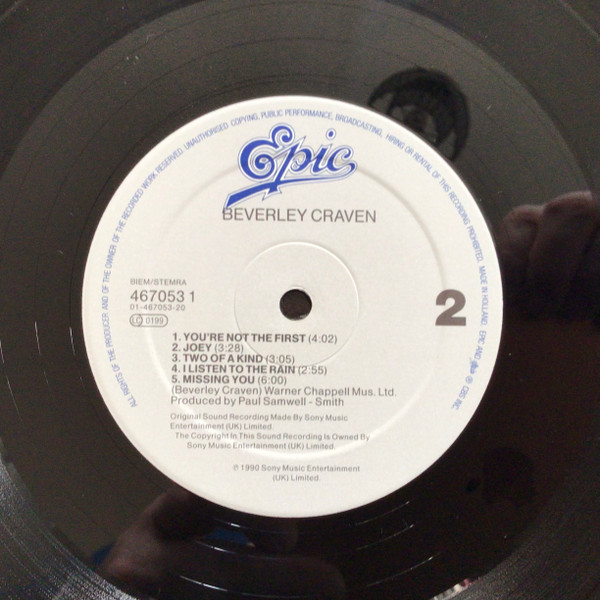 ALL RIGHTS OF THE PRODUCER AND OF THE OWNER OF THE RECORDED WORK RESERVED. UNAUTHORISED COPYING, PUBLIC PERFORMANCE, BROADCASTING, HIRING OR RENTAL OF THIS RECORDING PROHIBITED. MADE IN HOLLAND. EPIC AND ® CBS INC.
Epic
BEVERLEY CRAVEN
BIEM/STEMRA
467053 1
01-467053-20
LC 0199
2
1. YOU'RE NOT THE FIRST (4:02)
2. JOEY (3:28)
3. TWO OF A KIND (3;05)
4. I LISTEN TO THE RAIN (2:55)
5. MISSING YOU (6:00)
(Beverley Craven) Warner Chappell Mus. Ltd.
Produced by Paul Samwell - Smith
Original Sound Recording Made By Sony Music
Entertainment (UK) Limited.
The Copyright In This Sound Recording Is Owned By
Sony Music Entertainment (UK) Limited.
℗ 1990 Sony Music Entertainment
(UK) Limited.